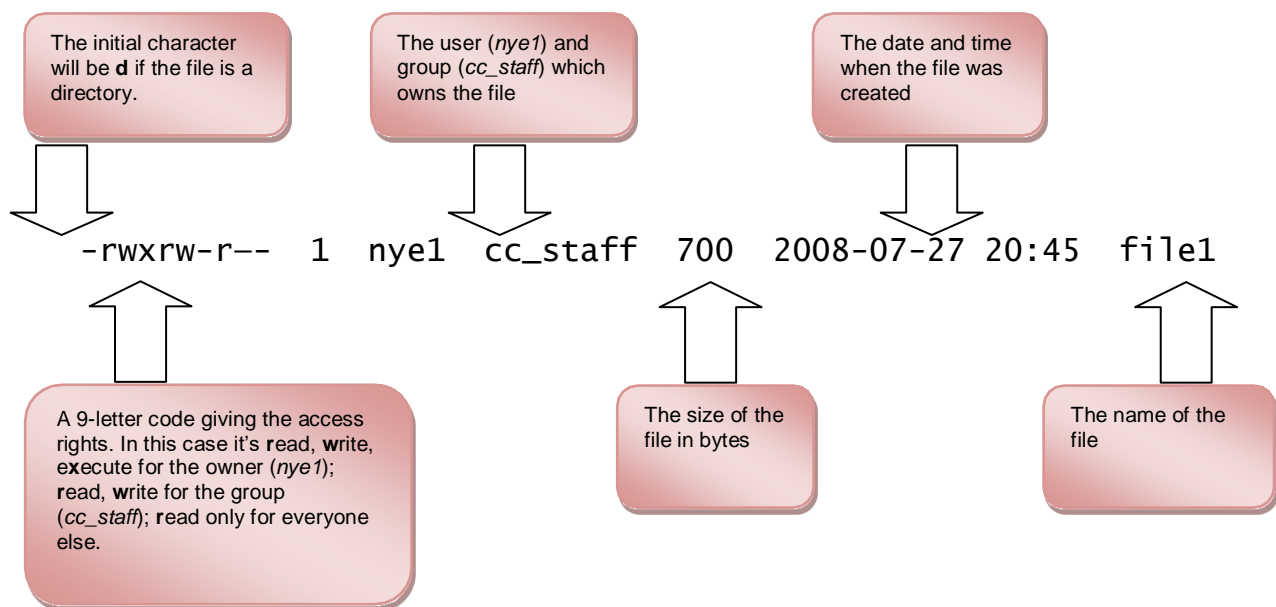 The initial character
will be d if the file is a
directory.
The user (nye1) and
group (cc_staff) which
owns the file
The date and time
when the file was
created
-rwxrw-r–- 1 nye1 cc_staff 700 2008-07-27 20:45 file1
A 9-letter code giving the access
rights. In this case it’s read, write,
execute for the owner (nye1);
read, write for the group
(cc_staff); read only for everyone
else.
The size of the
file in bytes
The name of the
file